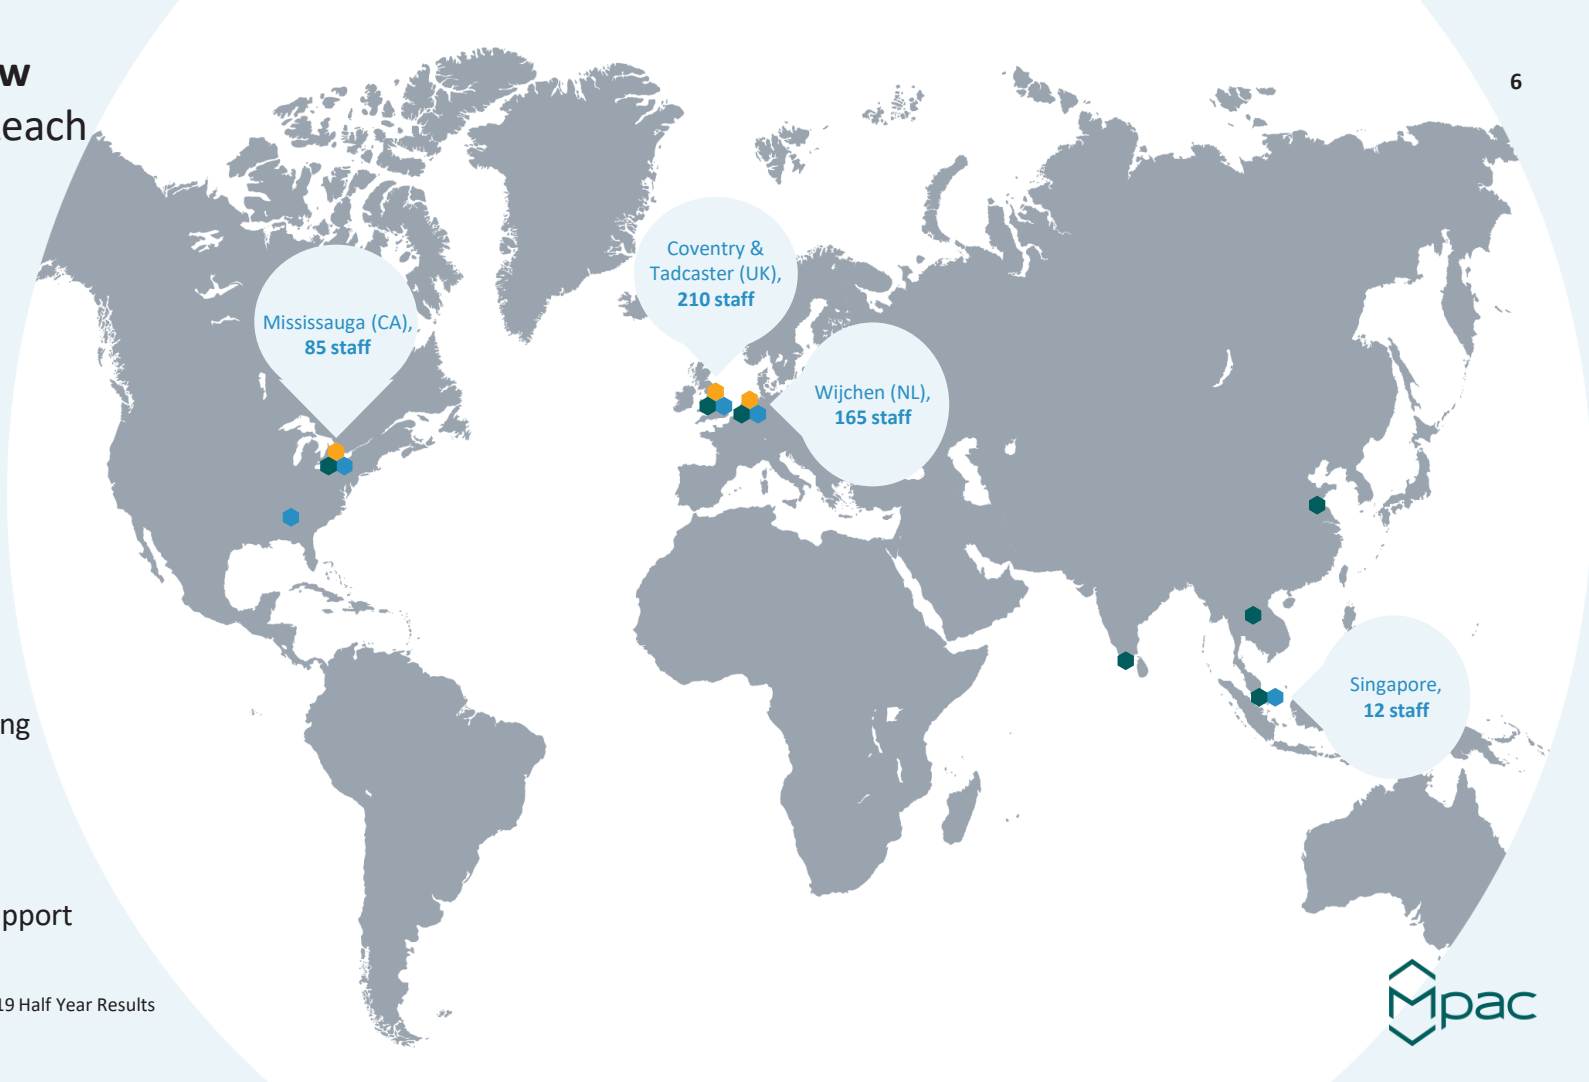 w
each
6
Coventry &
Tadcaster (UK),
210 staff
Mississauga (CA),
85 staff
Wijchen (NL),
165 staff
Singapore,
12 staff
ng
pport
19 Half Year Results
Mpac